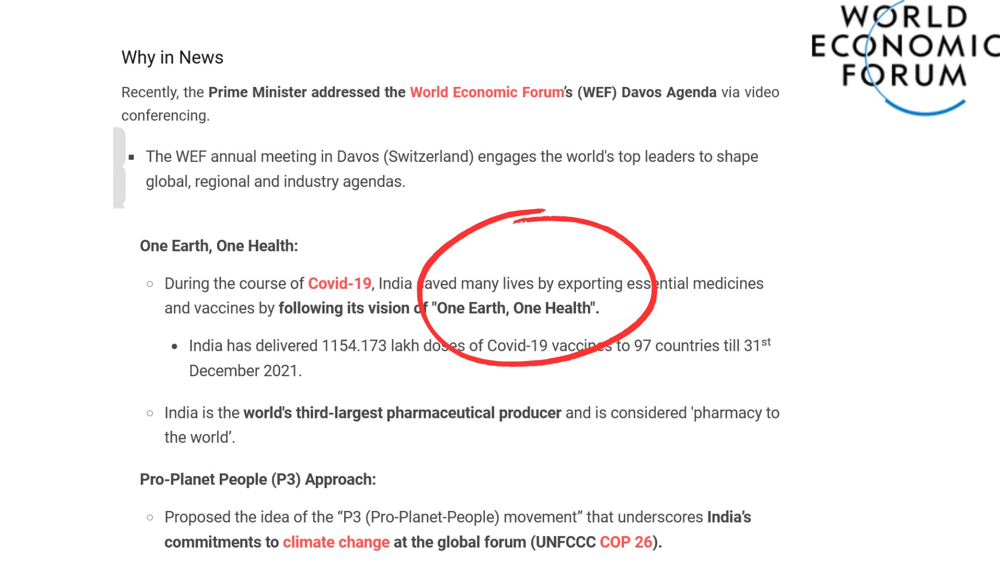 WORLD
ECONOMIC
FORUM
Why in News
Recently, the Prime Minister addressed the World Economic Forum's (WEF) Davos Agenda via video
conferencing.
▪ The WEF annual meeting in Davos (Switzerland) engages the world's top leaders to shape
global, regional and industry agendas.
One Earth, One Health:
○ During the course of Covid-19, India saved many lives by exporting essential medicines
and vaccines by following its vision of "One Earth, One Health".
● India has delivered 1154.173 lakh doses of Covid-19 vaccines to 97 countries till 31st
December 2021.
○ India is the world's third-largest pharmaceutical producer and is considered 'pharmacy to
the world’.
Pro-Planet People (P3) Approach:
○ Proposed the idea of the “P3 (Pro-Planet-People) movement” that underscores India’s
commitments to climate change at the global forum (UNFCCC COP 26).